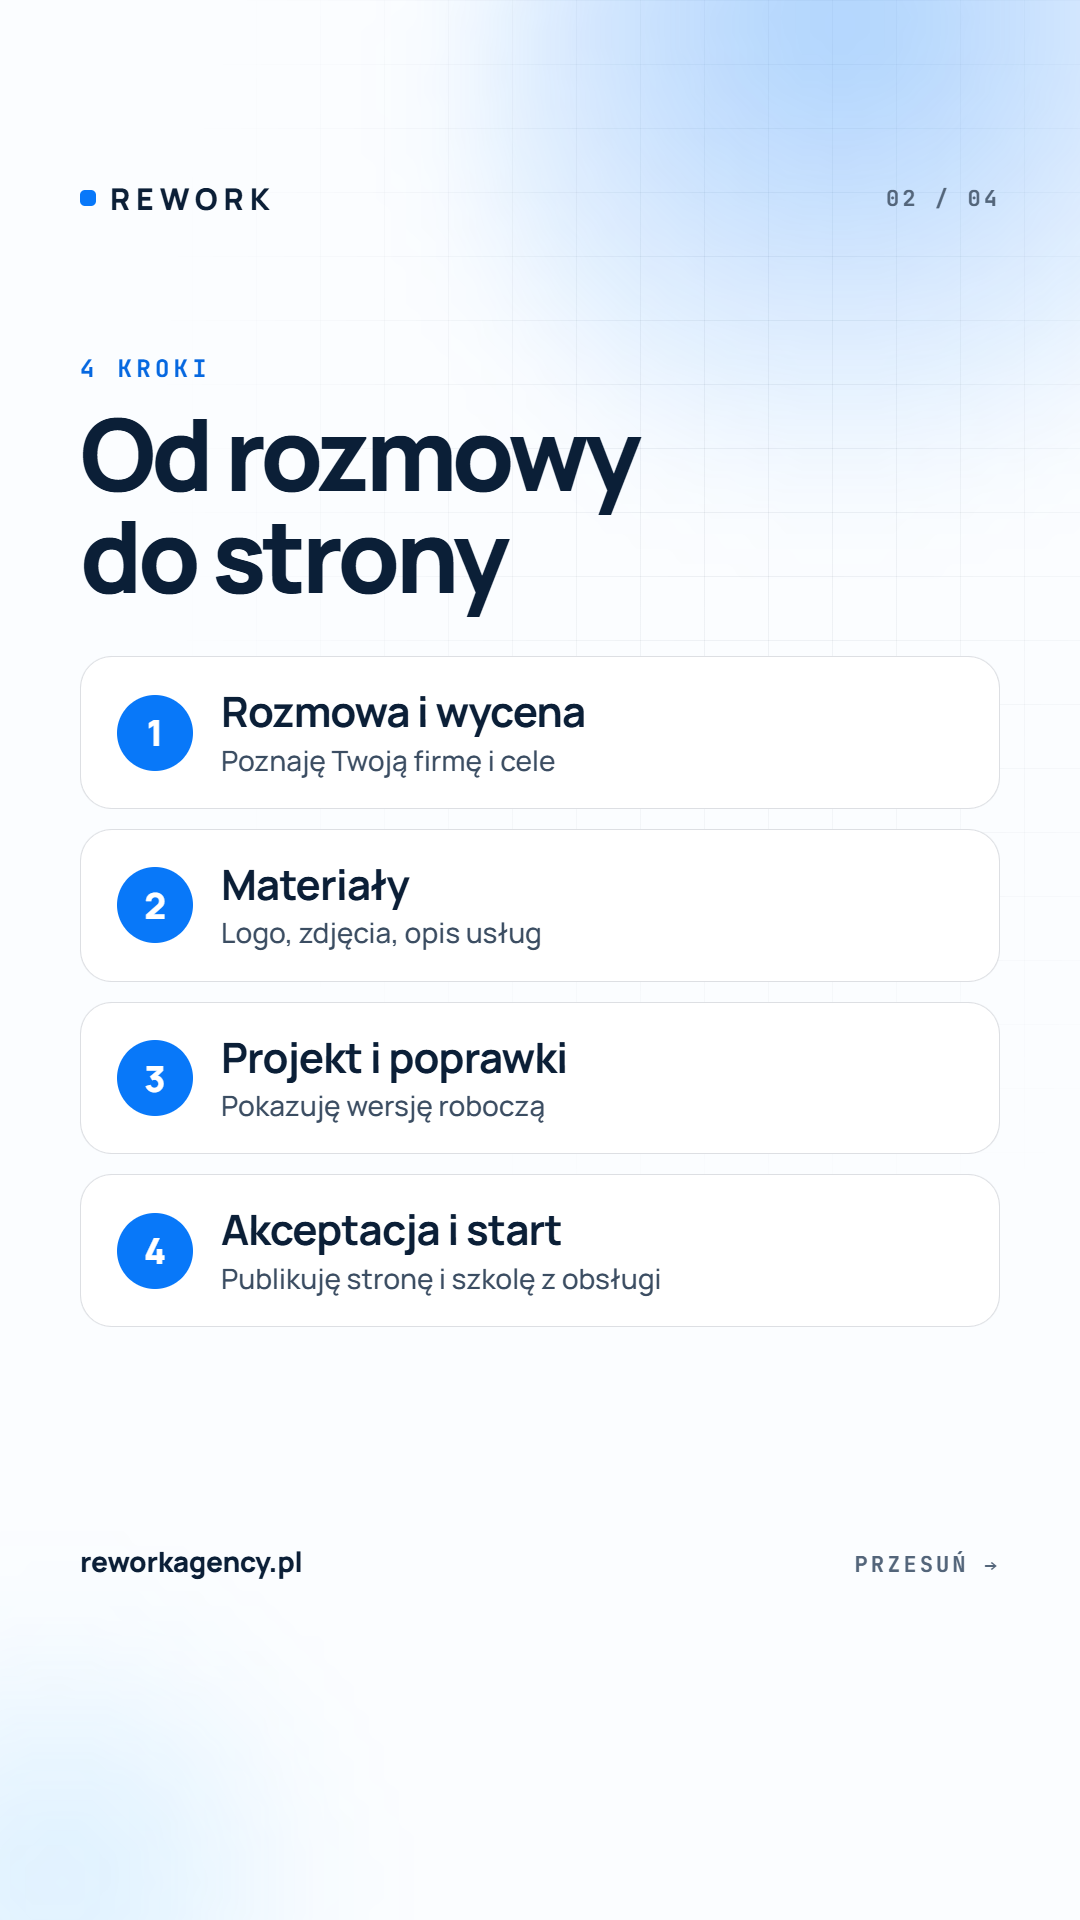 REWORK
02 / 04
4 KROKI
Od rozmowy
do strony
1
Rozmowa i wycena
Poznaję Twoją firmę i cele
2
Materiały
Logo, zdjęcia, opis usług
3
Projekt i poprawki
Pokazuję wersję roboczą
4
Akceptacja i start
Publikuję stronę i szkolę z obsługi
reworkagency.pl
PRZESUŃ →